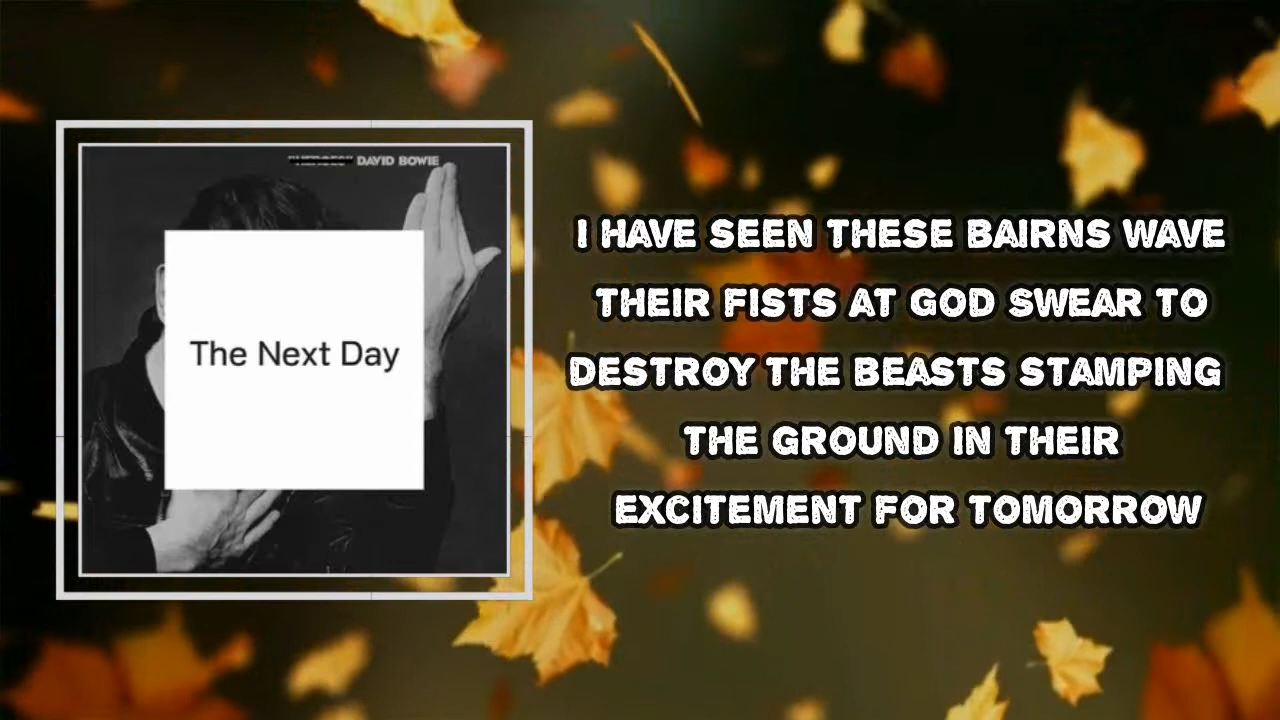 "HEROES" DAVID BOWIE
The Next Day
I HAVE SEEN THESE BAIRNS WAVE
THEIR FISTS AT GOD SWEAR TO
DESTROY THE BEASTS STAMPING
THE GROUND IN THEIR
EXCITEMENT FOR TOMORROW